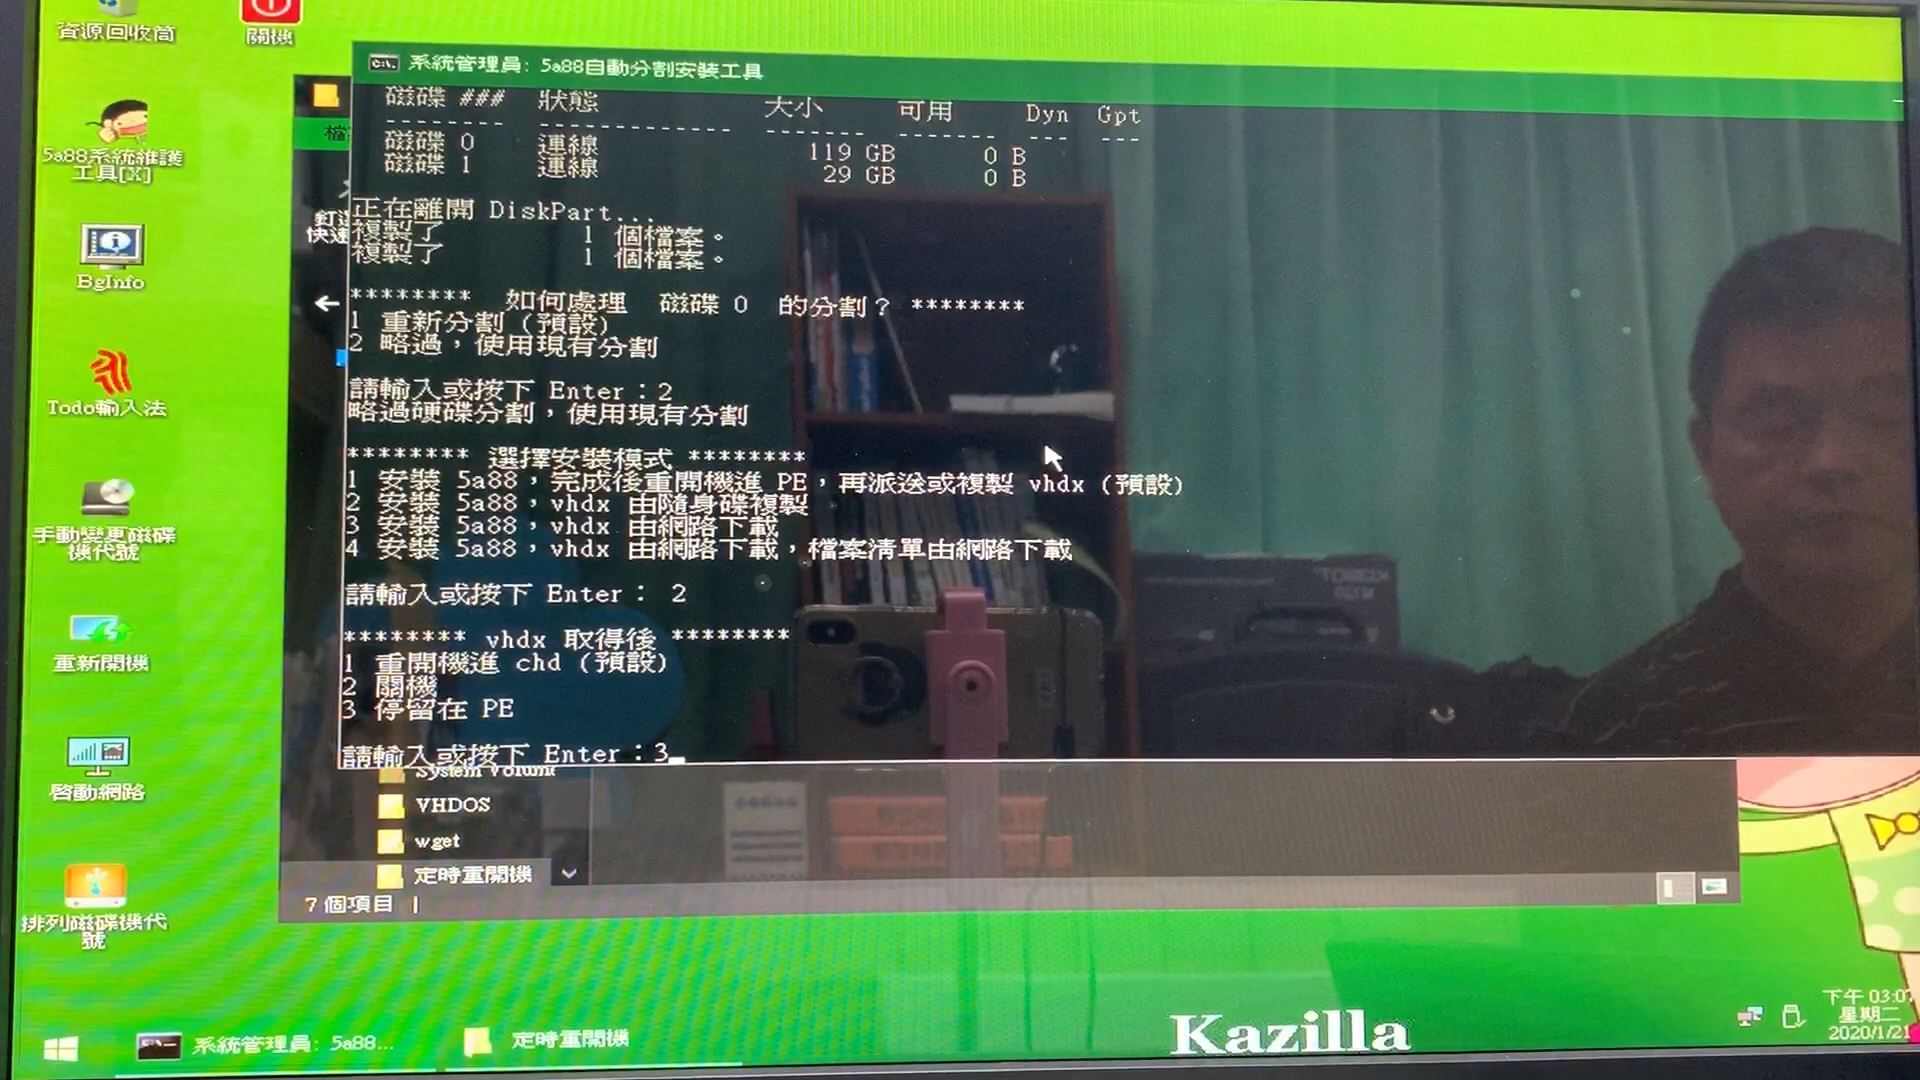 資源回收筒
關機
5a88系統維護
工具[X]
BgInfo
Todo輸入法
手動變更磁碟
機代號
重新開機
啓動網路
排列磁碟機代
號
系統管理員: 5a88自動分割安裝工具
磁碟 ### 狀態 大小 可用 Dyn Gpt
-------- ------------- ------- ------- --- ---
磁碟 0 連線 119 GB 0 B
磁碟 1 連線 29 GB 0 B
正在離開 DiskPart...
複製了 1 個檔案。
複製了 1 個檔案。
******** 如何處理 磁碟 0 的分割？ ********
1 重新分割 (預設)
2 略過，使用現有分割
請輸入或按下 Enter：2
略過硬碟分割，使用現有分割
******** 選擇安裝模式 ********
1 安裝 5a88，完成後重開機進 PE，再派送或複製 vhdx (預設)
2 安裝 5a88，vhdx 由隨身碟複製
3 安裝 5a88，vhdx 由網路下載
4 安裝 5a88，vhdx 由網路下載，檔案清單由網路下載
請輸入或按下 Enter： 2
******** vhdx 取得後 ********
1 重開機進 chd (預設)
2 關機
3 停留在 PE
請輸入或按下 Enter：3
System Volume
VHDOS
wget
定時重開機
7 個項目
Kazilla
系統管理員: 5a88...
定時重開機
下午 03:07
星期二
2020/1/21